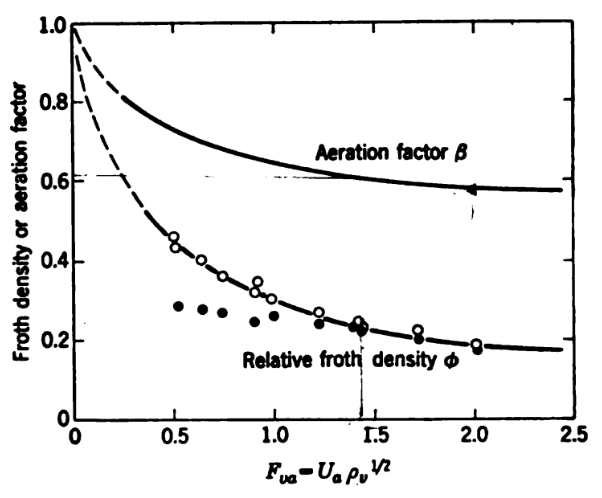 1.0
0.8
Aeration factor β
0.6
Froth density or aeration factor
0.4
0.2
Relative froth density ϕ
0
0 0.5 1.0 1.5 2.0 2.5
F_va = U_a ρ_v^1/2